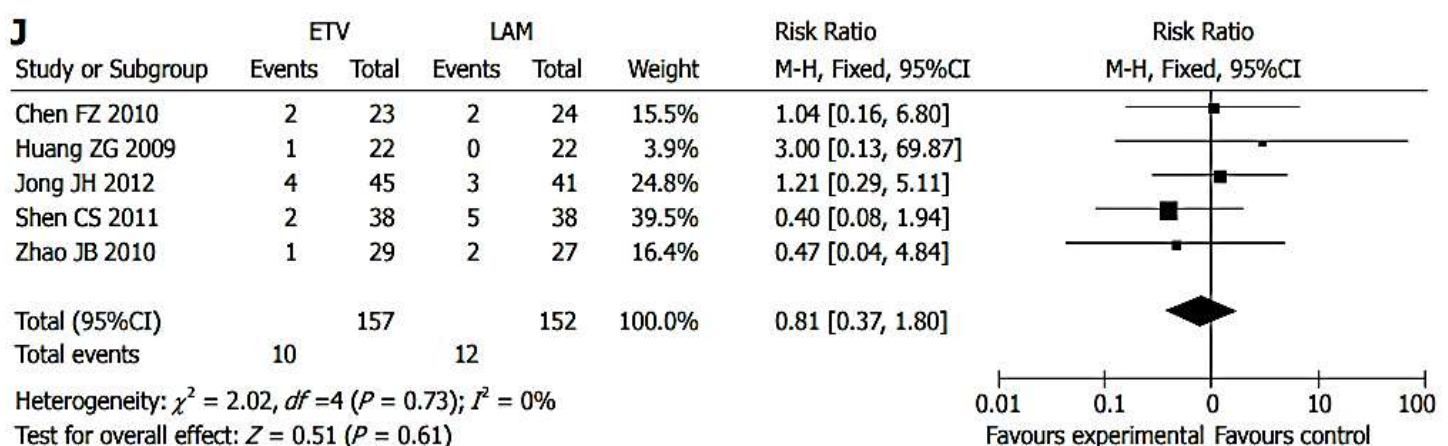 J ETV LAM Risk Ratio Risk Ratio
Study or Subgroup Events Total Events Total Weight M-H, Fixed, 95%CI M-H, Fixed, 95%CI
Chen FZ 2010 2 23 2 24 15.5% 1.04 [0.16, 6.80]
Huang ZG 2009 1 22 0 22 3.9% 3.00 [0.13, 69.87]
Jong JH 2012 4 45 3 41 24.8% 1.21 [0.29, 5.11]
Shen CS 2011 2 38 5 38 39.5% 0.40 [0.08, 1.94]
Zhao JB 2010 1 29 2 27 16.4% 0.47 [0.04, 4.84]
Total (95%CI) 157 152 100.0% 0.81 [0.37, 1.80]
Total events 10 12
Heterogeneity: χ² = 2.02, df =4 (P = 0.73); I² = 0%
0.01 0.1 0 10 100
Test for overall effect: Z = 0.51 (P = 0.61)
Favours experimental Favours control